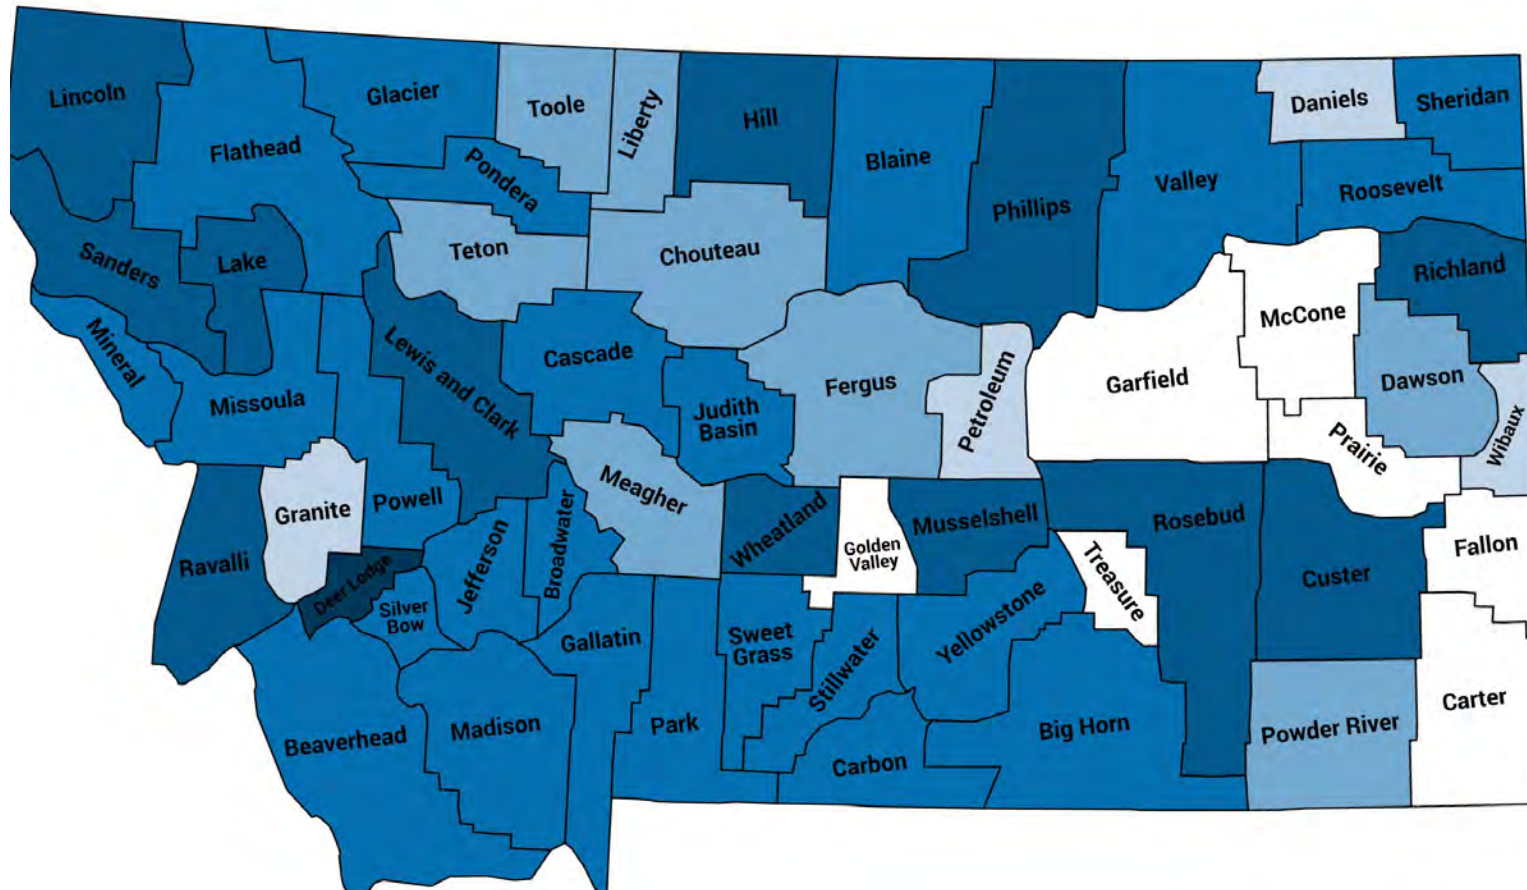 Lincoln
Flathead
Glacier
Toole
Liberty
Hill
Blaine
Phillips
Valley
Daniels
Sheridan
Roosevelt
Pondera
Teton
Chouteau
Sanders
Lake
Richland
McCone
Mineral
Missoula
Lewis and Clark
Cascade
Judith
Basin
Fergus
Petroleum
Garfield
Dawson
Wibaux
Prairie
Granite
Powell
Meagher
Ravalli
Deer Lodge
Silver
Bow
Jefferson
Broadwater
Wheatland
Golden
Valley
Musselshell
Rosebud
Treasure
Custer
Fallon
Gallatin
Sweet
Grass
Stillwater
Yellowstone
Beaverhead
Madison
Park
Carbon
Big Horn
Powder River
Carter